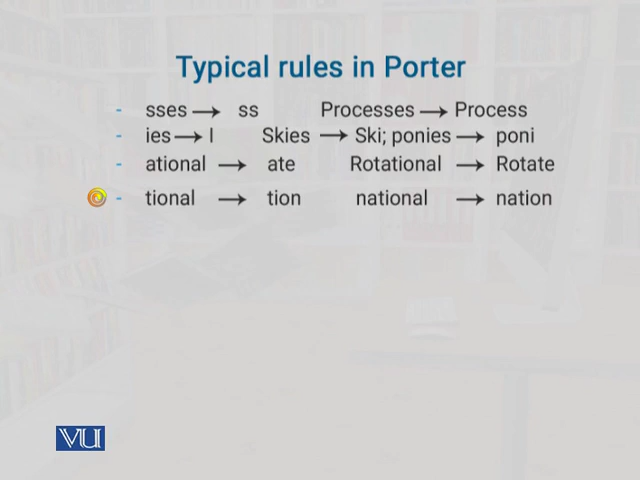 Typical rules in Porter
- sses → ss Processes → Process
- ies → I Skies → Ski; ponies → poni
- ational → ate Rotational → Rotate
- tional → tion national → nation
VU